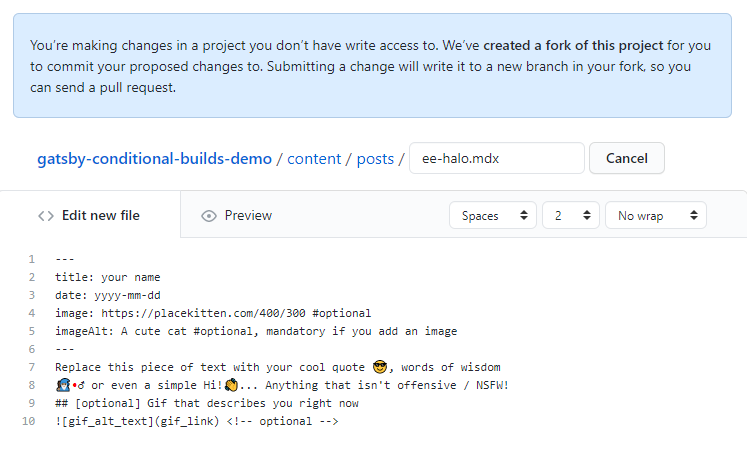 You're making changes in a project you don't have write access to. We've created a fork of this project for you
to commit your proposed changes to. Submitting a change will write it to a new branch in your fork, so you
can send a pull request.
gatsby-conditional-builds-demo / content / posts / ee-halo.mdx Cancel
<> Edit new file Preview Spaces 2 No wrap
1 ---
2 title: your name
3 date: yyyy-mm-dd
4 image: https://placekitten.com/400/300 #optional
5 imageAlt: A cute cat #optional, mandatory if you add an image
6 ---
7 Replace this piece of text with your cool quote 😎, words of wisdom
8 🧝•♂ or even a simple Hi!👏... Anything that isn't offensive / NSFW!
9 ## [optional] Gif that describes you right now
10 ![gif_alt_text](gif_link) <!-- optional -->